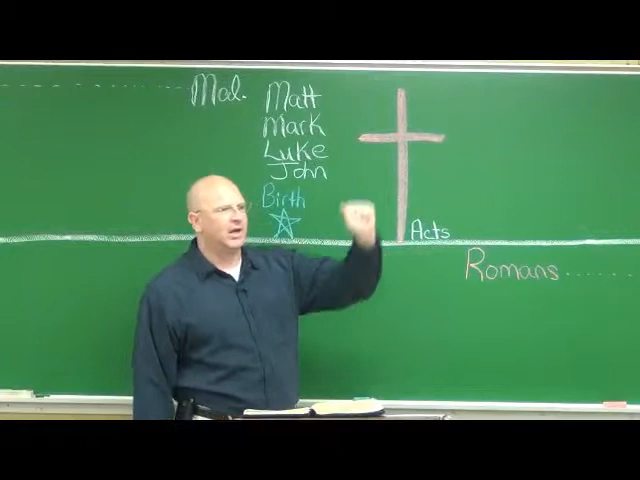 Mal.
Matt
Mark
Luke
John
Birth
Acts
Romans......